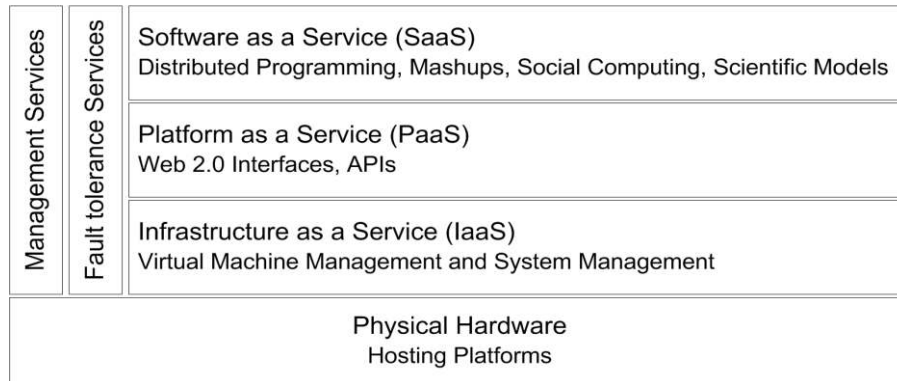 Management Services
Fault tolerance Services
Software as a Service (SaaS)
Distributed Programming, Mashups, Social Computing, Scientific Models
Platform as a Service (PaaS)
Web 2.0 Interfaces, APIs
Infrastructure as a Service (IaaS)
Virtual Machine Management and System Management
Physical Hardware
Hosting Platforms